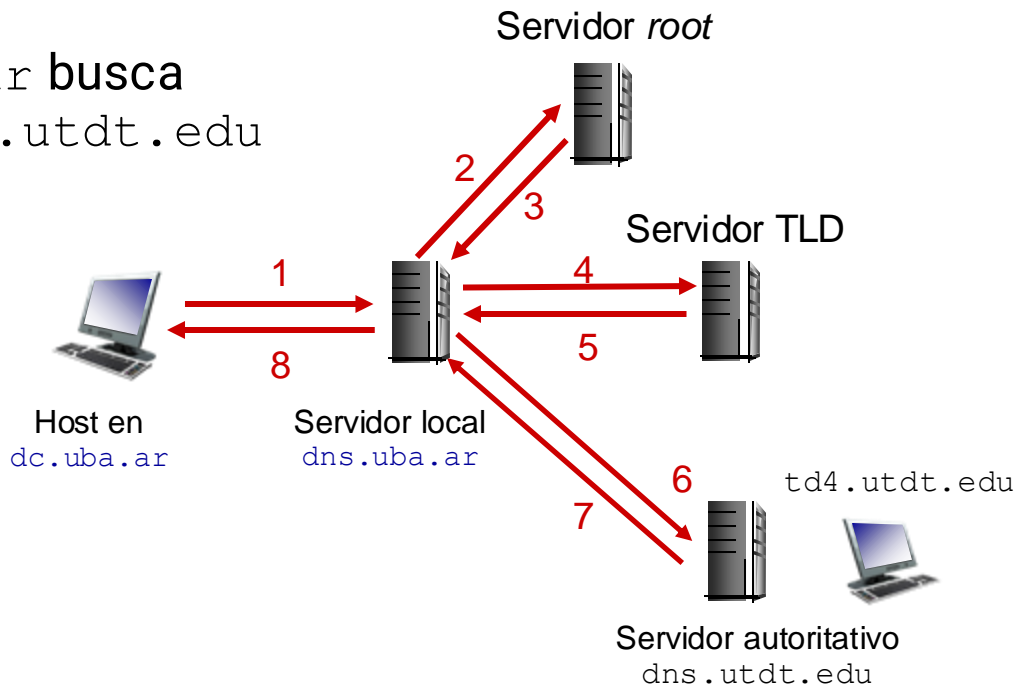 Servidor root
r busca
.utdt.edu
2
3
Servidor TLD
1
4
5
8
Host en
dc.uba.ar
Servidor local
dns.uba.ar
6
7
td4.utdt.edu
Servidor autoritativo
dns.utdt.edu